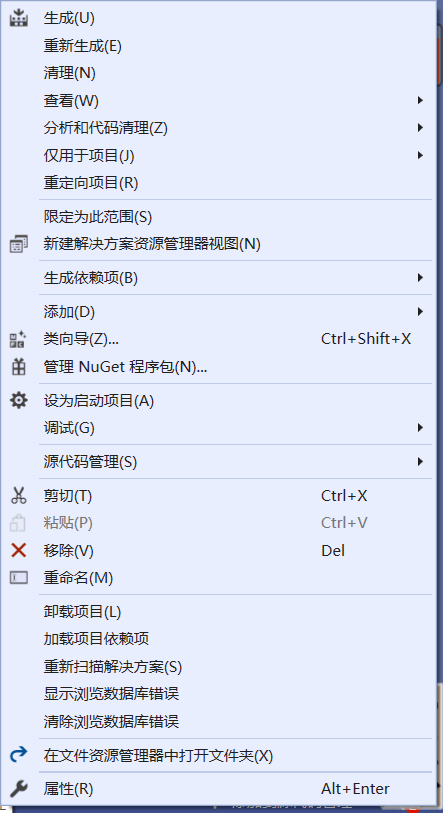 生成(U)
重新生成(E)
清理(N)
查看(W)
分析和代码清理(Z)
仅用于项目(J)
重定向项目(R)
限定为此范围(S)
新建解决方案资源管理器视图(N)
生成依赖项(B)
添加(D)
类向导(Z)... Ctrl+Shift+X
管理 NuGet 程序包(N)...
设为启动项目(A)
调试(G)
源代码管理(S)
剪切(T) Ctrl+X
粘贴(P) Ctrl+V
移除(V) Del
重命名(M)
卸载项目(L)
加载项目依赖项
重新扫描解决方案(S)
显示浏览数据库错误
清除浏览数据库错误
在文件资源管理器中打开文件夹(X)
属性(R) Alt+Enter